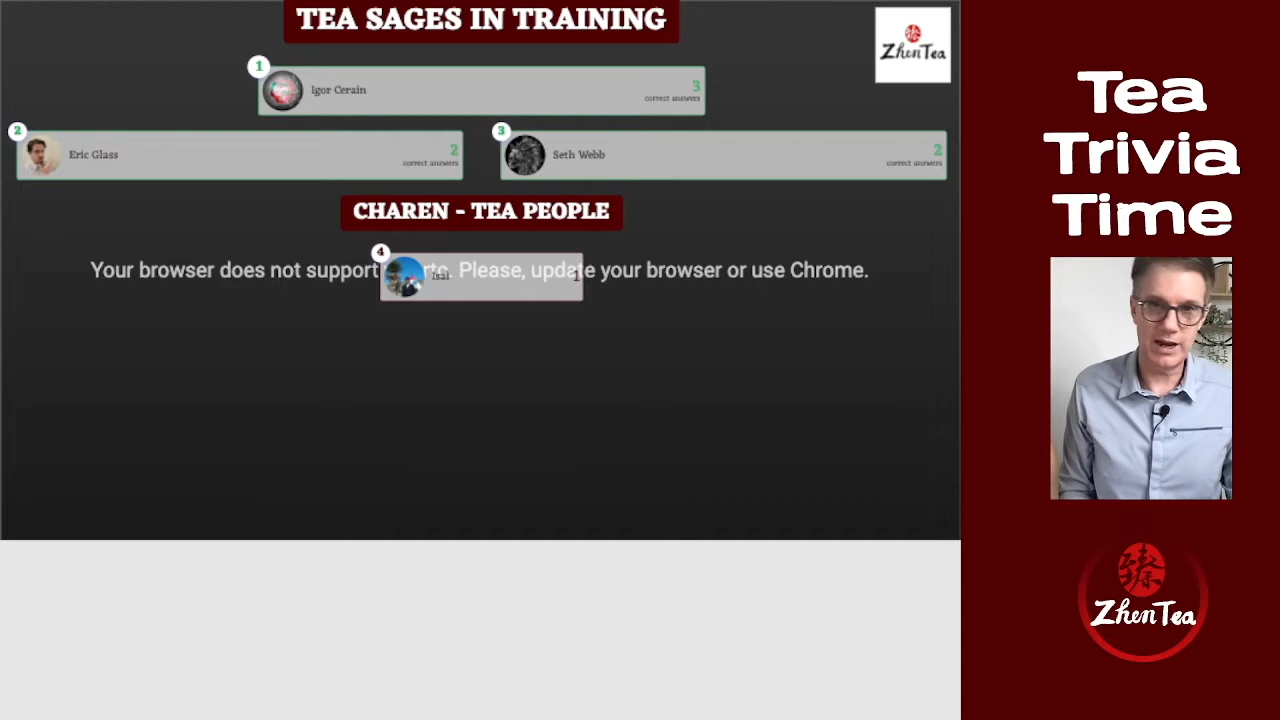 TEA SAGES IN TRAINING
ZhenTea
1
Igor Cerain
3
correct answers
2
Eric Glass
2
correct answers
3
Seth Webb
2
correct answers
CHAREN - TEA PEOPLE
4
1
Your browser does not support Please, update your browser or use Chrome.
Tea
Trivia
Time
臻
ZhenTea